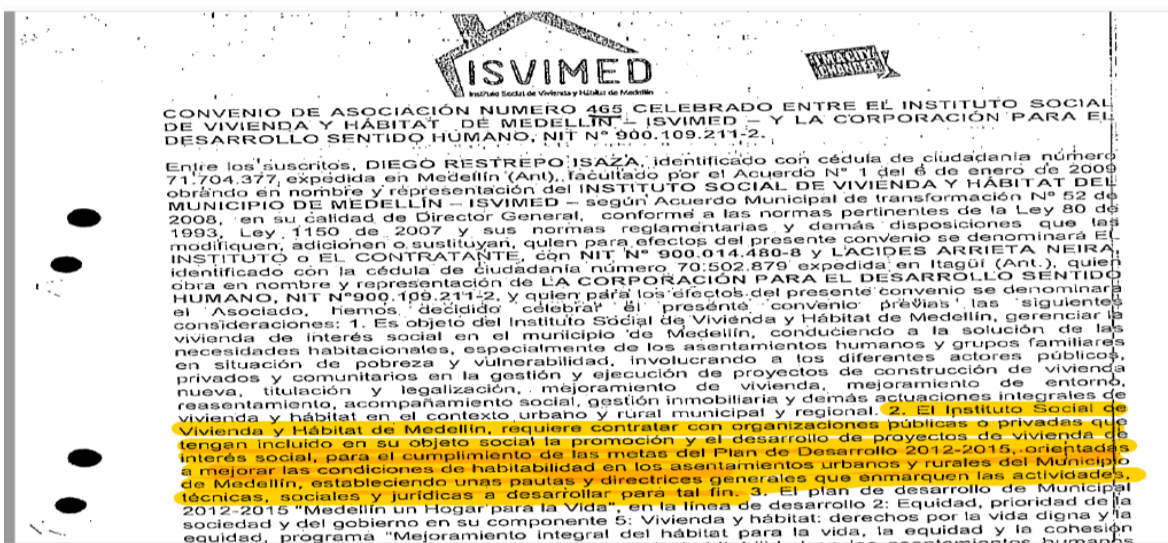 ISVIMED
Instituto Social de Vivienda y Hábitat de Medellín
I'M A CITY
CHANGER
CONVENIO DE ASOCIACIÓN NUMERO 465 CELEBRADO ENTRE EL INSTITUTO SOCIAL
DE VIVIENDA Y HÁBITAT DE MEDELLÍN – ISVIMED – Y LA CORPORACIÓN PARA EL
DESARROLLO SENTIDO HUMANO, NIT N° 900.109.211-2.
Entre los suscritos, DIEGO RESTREPO ISAZA, identificado con cédula de ciudadanía número
71.704.377, expedida en Medellín (Ant), facultado por el Acuerdo N° 1 del 6 de enero de 2009
obrando en nombre y representación del INSTITUTO SOCIAL DE VIVIENDA Y HÁBITAT DEL
MUNICIPIO DE MEDELLÍN – ISVIMED – según Acuerdo Municipal de transformación N° 52 de
2008, en su calidad de Director General, conforme a las normas pertinentes de la Ley 80 de
1993, Ley 1150 de 2007 y sus normas reglamentarias y demás disposiciones que las
modifiquen, adicionen o sustituyan, quien para efectos del presente convenio se denominará EL
INSTITUTO o EL CONTRATANTE, con NIT N° 900.014.480-8 y LACIDES ARRIETA NEIRA,
identificado con la cédula de ciudadanía número 70.502.879 expedida en Itagüí (Ant.), quien
obra en nombre y representación de LA CORPORACIÓN PARA EL DESARROLLO SENTIDO
HUMANO, NIT N°900.109.211-2, y quien para los efectos del presente convenio se denominará
el Asociado, hemos decidido celebrar el presente convenio previas las siguientes
consideraciones: 1. Es objeto del Instituto Social de Vivienda y Hábitat de Medellín, gerenciar la
vivienda de interés social en el municipio de Medellín, conduciendo a la solución de las
necesidades habitacionales, especialmente de los asentamientos humanos y grupos familiares
en situación de pobreza y vulnerabilidad, involucrando a los diferentes actores públicos,
privados y comunitarios en la gestión y ejecución de proyectos de construcción de vivienda
nueva, titulación y legalización, mejoramiento de vivienda, mejoramiento de entorno,
reasentamiento, acompañamiento social, gestión inmobiliaria y demás actuaciones integrales de
vivienda y hábitat en el contexto urbano y rural municipal y regional. 2. El Instituto Social de
Vivienda y Hábitat de Medellín, requiere contratar con organizaciones públicas o privadas que
tengan incluido en su objeto social la promoción y el desarrollo de proyectos de vivienda de
interés social, para el cumplimiento de las metas del Plan de Desarrollo 2012-2015, orientadas
a mejorar las condiciones de habitabilidad en los asentamientos urbanos y rurales del Municipio
de Medellín, estableciendo unas pautas y directrices generales que enmarquen las actividades,
técnicas, sociales y jurídicas a desarrollar para tal fin. 3. El plan de desarrollo de Municipal
2012-2015 "Medellín un Hogar para la Vida", en la línea de desarrollo 2: Equidad, prioridad de la
sociedad y del gobierno en su componente 5: Vivienda y hábitat: derechos por la vida digna y la
equidad, programa "Mejoramiento integral del hábitat para la vida, la equidad y la cohesión